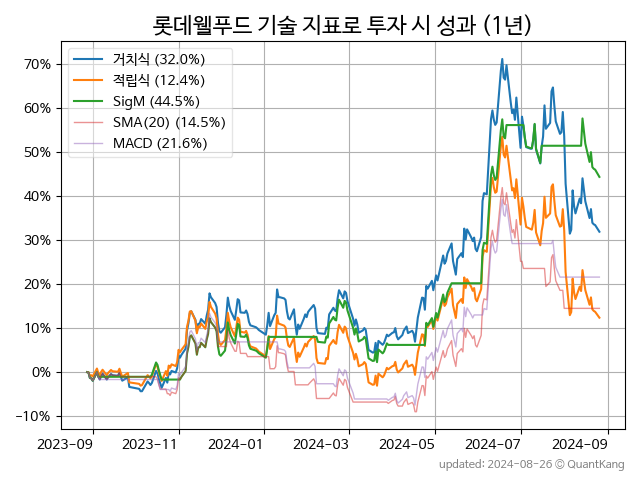 롯데웰푸드 기술 지표로 투자 시 성과 (1년)
거치식 (32.0%)
적립식 (12.4%)
SigM (44.5%)
SMA(20) (14.5%)
MACD (21.6%)
70%
60%
50%
40%
30%
20%
10%
0%
−10%
2023-09 2023-11 2024-01 2024-03 2024-05 2024-07 2024-09
updated: 2024-08-26 © QuantKang